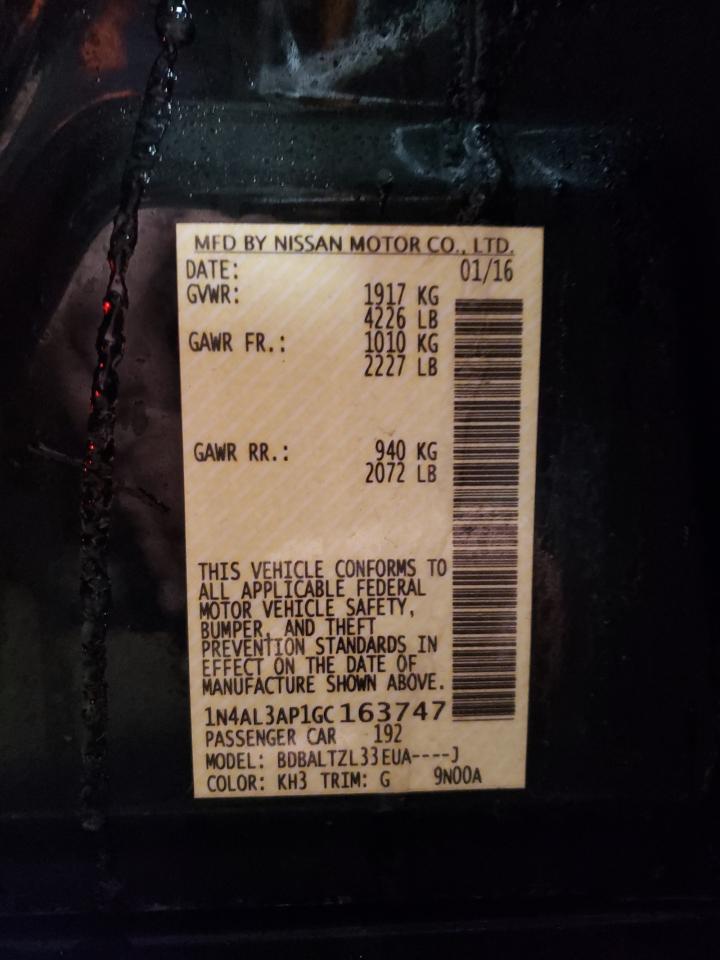 MFD BY NISSAN MOTOR CO., LTD.
DATE: 01/16
GVWR: 1917 KG
4226 LB
GAWR FR.: 1010 KG
2227 LB
GAWR RR.: 940 KG
2072 LB
THIS VEHICLE CONFORMS TO
ALL APPLICABLE FEDERAL
MOTOR VEHICLE SAFETY,
BUMPER, AND THEFT
PREVENTION STANDARDS IN
EFFECT ON THE DATE OF
MANUFACTURE SHOWN ABOVE.
1N4AL3AP1GC163747
PASSENGER CAR 192
MODEL: BDBALTZL33EUA----J
COLOR: KH3 TRIM: G 9N00A